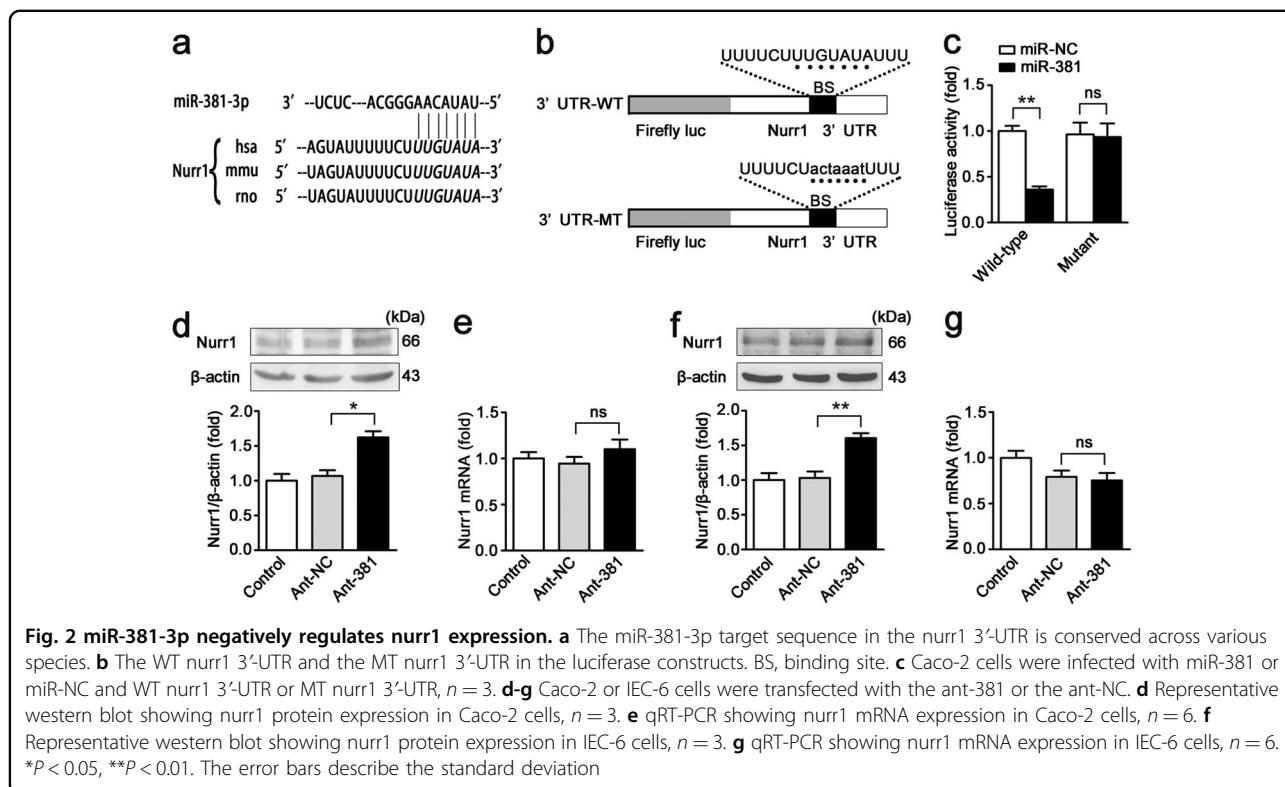 a
miR-381-3p 3' --UCUC---ACGGGAACAUAU--5'
Nurr1
hsa 5' --AGUAUUUUUCUUUGUAUA--3'
mmu 5' --UAGUAUUUUCUUUGUAUA--3'
rno 5' --UAGUAUUUUCUUUGUAUA--3'
b
UUUUCUUUGUAUAUUU
BS
3' UTR-WT
Firefly luc Nurr1 3' UTR
UUUUCUactaaatUUU
BS
3' UTR-MT
Firefly luc Nurr1 3' UTR
c
miR-NC
miR-381
Luciferase activity (fold)
1.5
1.0
0.5
0.0
** ns
Wild-type Mutant
d
(kDa)
Nurr1 66
β-actin 43
Nurr1/β-actin (fold)
2.0
1.5
1.0
0.5
0.0
*
Control Ant-NC Ant-381
e
Nurr1 mRNA (fold)
1.5
1.0
0.5
0.0
ns
Control Ant-NC Ant-381
f
(kDa)
Nurr1 66
β-actin 43
Nurr1/β-actin (fold)
2.0
1.5
1.0
0.5
0.0
**
Control Ant-NC Ant-381
g
Nurr1 mRNA (fold)
1.5
1.0
0.5
0.0
ns
Control Ant-NC Ant-381
Fig. 2 miR-381-3p negatively regulates nurr1 expression. a The miR-381-3p target sequence in the nurr1 3′-UTR is conserved across various
species. b The WT nurr1 3′-UTR and the MT nurr1 3′-UTR in the luciferase constructs. BS, binding site. c Caco-2 cells were infected with miR-381 or
miR-NC and WT nurr1 3′-UTR or MT nurr1 3′-UTR, n = 3. d-g Caco-2 or IEC-6 cells were transfected with the ant-381 or the ant-NC. d Representative
western blot showing nurr1 protein expression in Caco-2 cells, n = 3. e qRT-PCR showing nurr1 mRNA expression in Caco-2 cells, n = 6. f
Representative western blot showing nurr1 protein expression in IEC-6 cells, n = 3. g qRT-PCR showing nurr1 mRNA expression in IEC-6 cells, n = 6.
*P < 0.05, **P < 0.01. The error bars describe the standard deviation